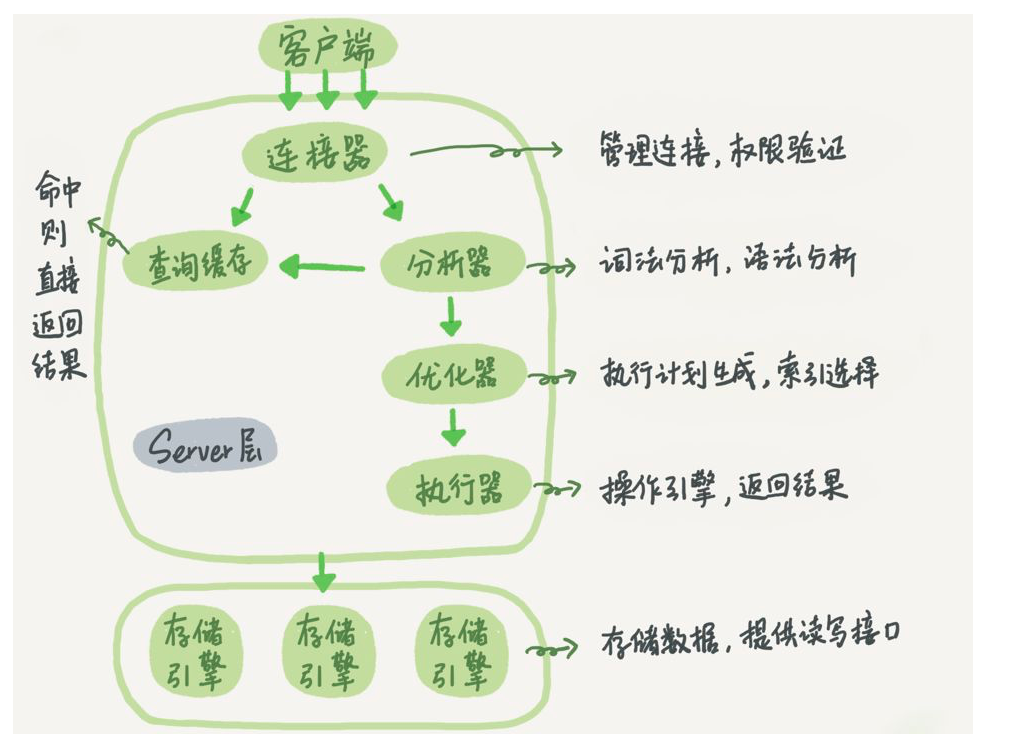 客户端
连接器
管理连接,权限验证
命中
则
直接
返回
结果
查询缓存
分析器
词法分析,语法分析
优化器
执行计划生成,索引选择
Server层
执行器
操作引擎,返回结果
存储
引擎
存储
引擎
存储
引擎
存储数据,提供读写接口